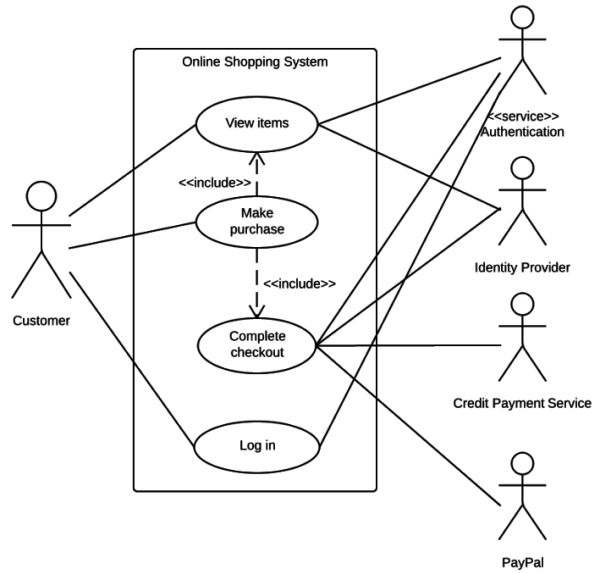 Online Shopping System
View items
<<service>>
Authentication
<<include>>
Make
purchase
Identity Provider
<<include>>
Customer
Complete
checkout
Credit Payment Service
Log in
PayPal